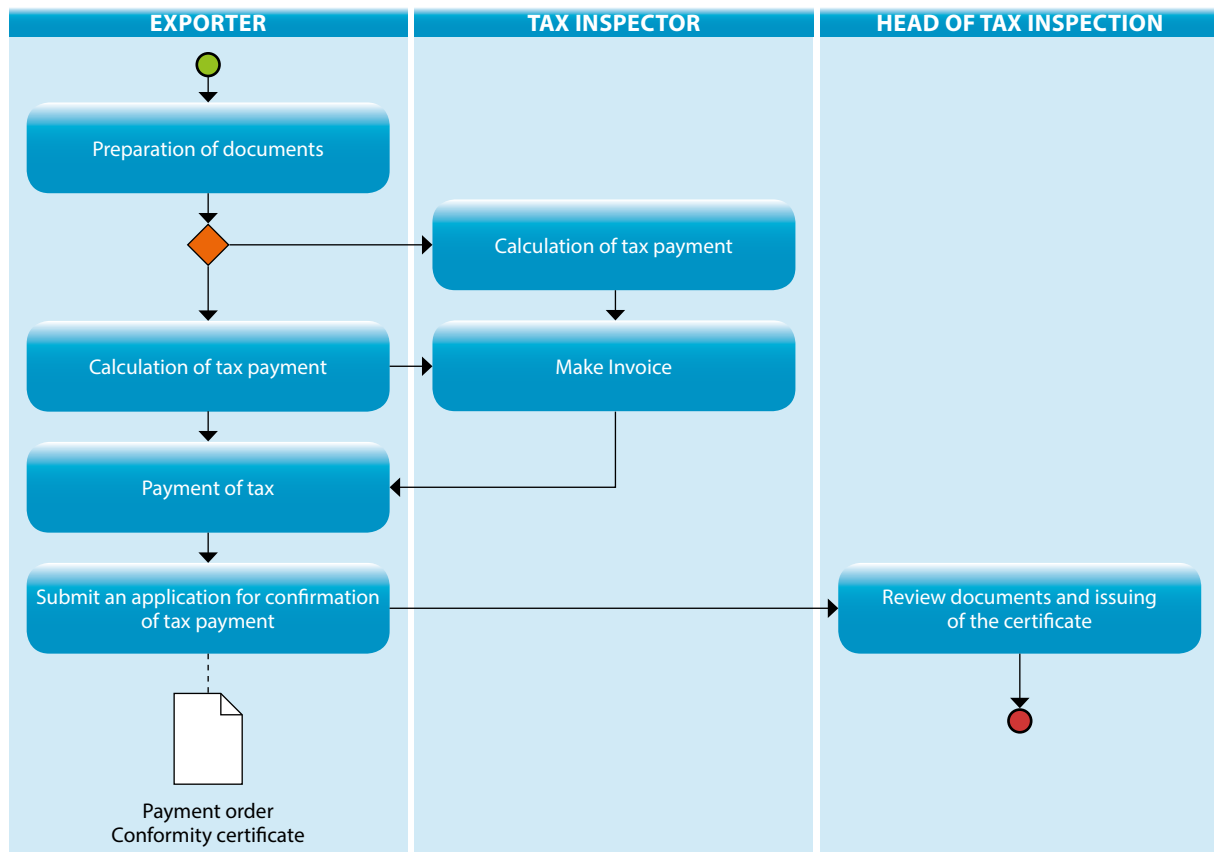 EXPORTER
TAX INSPECTOR
HEAD OF TAX INSPECTION
Preparation of documents
Calculation of tax payment
Calculation of tax payment
Make Invoice
Payment of tax
Submit an application for confirmation
of tax payment
Review documents and issuing
of the certificate
Payment order
Conformity certificate